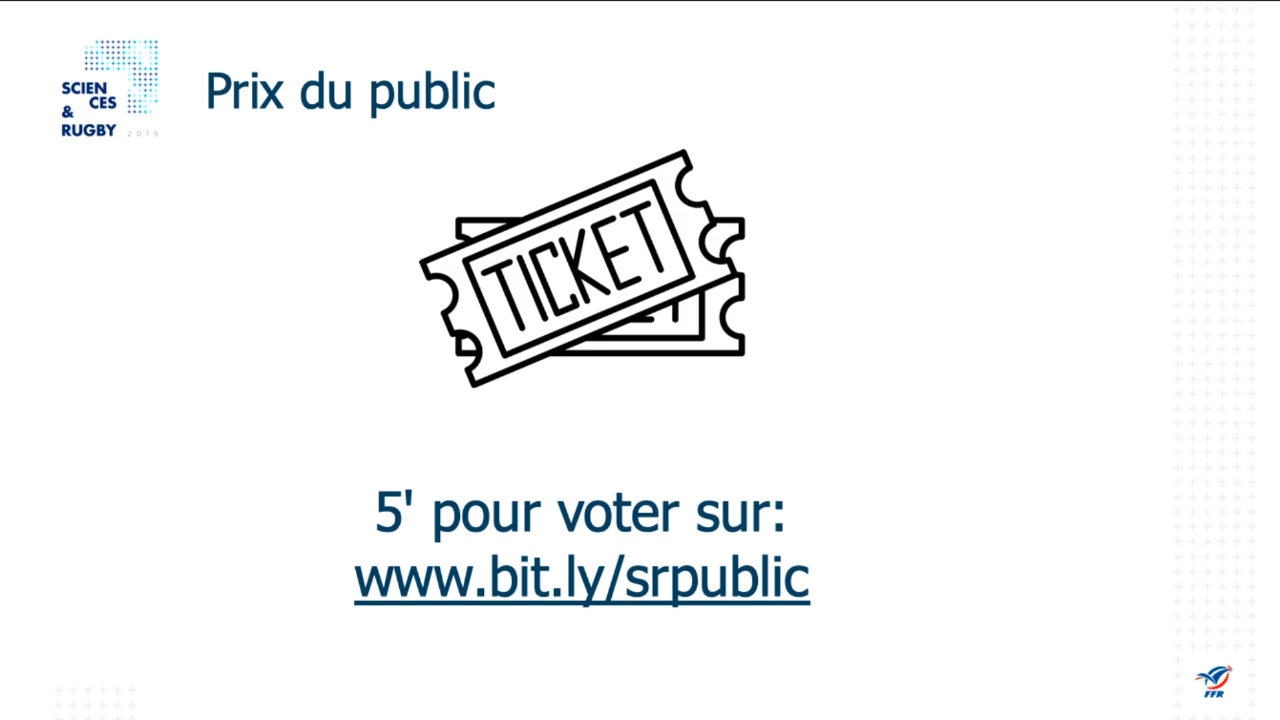 SCIEN
CES
&
RUGBY 2019
Prix du public
TICKET
5' pour voter sur:
www.bit.ly/srpublic
FFR